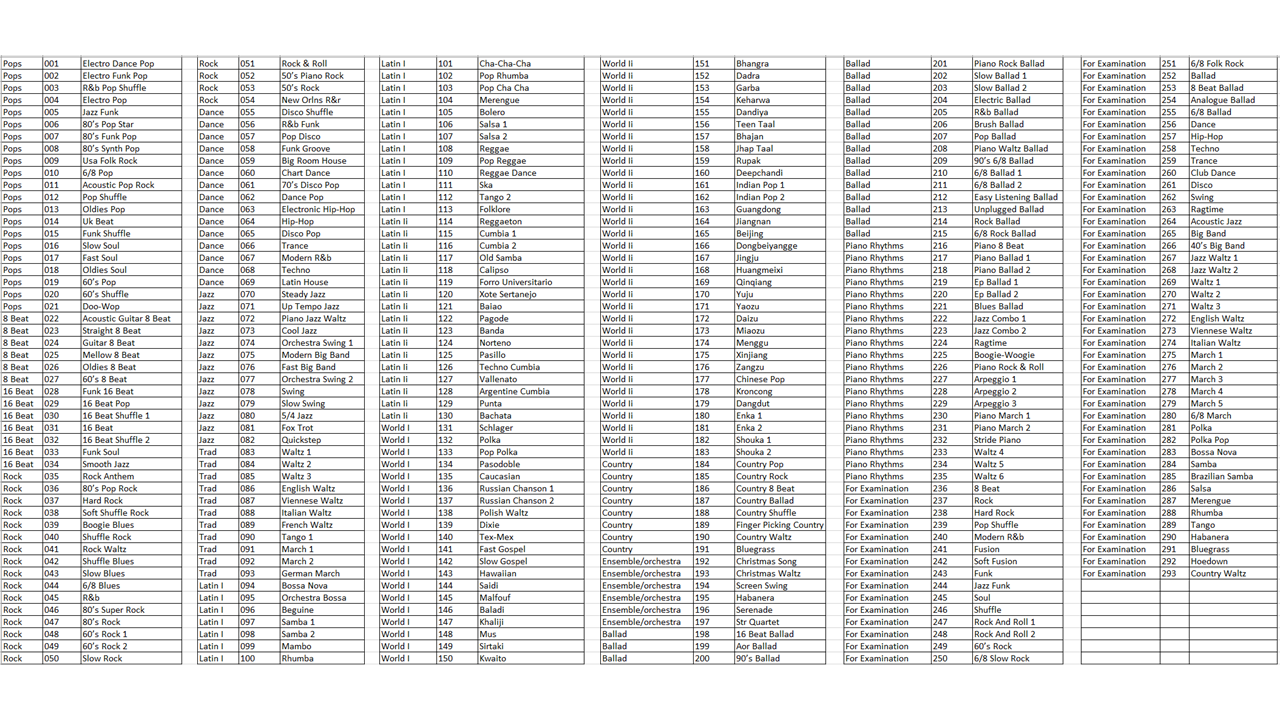 Pops 001 Electro Dance Pop Rock 051 Rock & Roll Latin I 101 Cha-Cha-Cha World Ii 151 Bhangra Ballad 201 Piano Rock Ballad For Examination 251 6/8 Folk Rock
Pops 002 Electro Funk Pop Rock 052 50's Piano Rock Latin I 102 Pop Rhumba World Ii 152 Dadra Ballad 202 Slow Ballad 1 For Examination 252 Ballad
Pops 003 R&b Pop Shuffle Rock 053 50's Rock Latin I 103 Pop Cha Cha World Ii 153 Garba Ballad 203 Slow Ballad 2 For Examination 253 8 Beat Ballad
Pops 004 Electro Pop Rock 054 New Orlns R&r Latin I 104 Merengue World Ii 154 Keharwa Ballad 204 Electric Ballad For Examination 254 Analogue Ballad
Pops 005 Jazz Funk Dance 055 Disco Shuffle Latin I 105 Bolero World Ii 155 Dandiya Ballad 205 R&b Ballad For Examination 255 6/8 Ballad
Pops 006 80's Pop Star Dance 056 R&b Funk Latin I 106 Salsa 1 World Ii 156 Teen Taal Ballad 206 Brush Ballad For Examination 256 Dance
Pops 007 80's Funk Pop Dance 057 Pop Disco Latin I 107 Salsa 2 World Ii 157 Bhajan Ballad 207 Pop Ballad For Examination 257 Hip-Hop
Pops 008 80's Synth Pop Dance 058 Funk Groove Latin I 108 Reggae World Ii 158 Jhap Taal Ballad 208 Piano Waltz Ballad For Examination 258 Techno
Pops 009 Usa Folk Rock Dance 059 Big Room House Latin I 109 Pop Reggae World Ii 159 Rupak Ballad 209 90's 6/8 Ballad For Examination 259 Trance
Pops 010 6/8 Pop Dance 060 Chart Dance Latin I 110 Reggae Dance World Ii 160 Deepchandi Ballad 210 6/8 Ballad 1 For Examination 260 Club Dance
Pops 011 Acoustic Pop Rock Dance 061 70's Disco Pop Latin I 111 Ska World Ii 161 Indian Pop 1 Ballad 211 6/8 Ballad 2 For Examination 261 Disco
Pops 012 Pop Shuffle Dance 062 Dance Pop Latin I 112 Tango 2 World Ii 162 Indian Pop 2 Ballad 212 Easy Listening Ballad For Examination 262 Swing
Pops 013 Oldies Pop Dance 063 Electronic Hip-Hop Latin I 113 Folklore World Ii 163 Guangdong Ballad 213 Unplugged Ballad For Examination 263 Ragtime
Pops 014 Uk Beat Dance 064 Hip-Hop Latin Ii 114 Reggaeton World Ii 164 Jiangnan Ballad 214 Rock Ballad For Examination 264 Acoustic Jazz
Pops 015 Funk Shuffle Dance 065 Disco Pop Latin Ii 115 Cumbia 1 World Ii 165 Beijing Ballad 215 6/8 Rock Ballad For Examination 265 Big Band
Pops 016 Slow Soul Dance 066 Trance Latin Ii 116 Cumbia 2 World Ii 166 Dongbeiyangge Piano Rhythms 216 Piano 8 Beat For Examination 266 40's Big Band
Pops 017 Fast Soul Dance 067 Modern R&b Latin Ii 117 Old Samba World Ii 167 Jingju Piano Rhythms 217 Piano Ballad 1 For Examination 267 Jazz Waltz 1
Pops 018 Oldies Soul Dance 068 Techno Latin Ii 118 Calipso World Ii 168 Huangmeixi Piano Rhythms 218 Piano Ballad 2 For Examination 268 Jazz Waltz 2
Pops 019 60's Pop Dance 069 Latin House Latin Ii 119 Forro Universitario World Ii 169 Qinqiang Piano Rhythms 219 Ep Ballad 1 For Examination 269 Waltz 1
Pops 020 60's Shuffle Jazz 070 Steady Jazz Latin Ii 120 Xote Sertanejo World Ii 170 Yuju Piano Rhythms 220 Ep Ballad 2 For Examination 270 Waltz 2
Pops 021 Doo-Wop Jazz 071 Up Tempo Jazz Latin Ii 121 Baiao World Ii 171 Yaozu Piano Rhythms 221 Blues Ballad For Examination 271 Waltz 3
8 Beat 022 Acoustic Guitar 8 Beat Jazz 072 Piano Jazz Waltz Latin Ii 122 Pagode World Ii 172 Daizu Piano Rhythms 222 Jazz Combo 1 For Examination 272 English Waltz
8 Beat 023 Straight 8 Beat Jazz 073 Cool Jazz Latin Ii 123 Banda World Ii 173 Miaozu Piano Rhythms 223 Jazz Combo 2 For Examination 273 Viennese Waltz
8 Beat 024 Guitar 8 Beat Jazz 074 Orchestra Swing 1 Latin Ii 124 Norteno World Ii 174 Menggu Piano Rhythms 224 Ragtime For Examination 274 Italian Waltz
8 Beat 025 Mellow 8 Beat Jazz 075 Modern Big Band Latin Ii 125 Pasillo World Ii 175 Xinjiang Piano Rhythms 225 Boogie-Woogie For Examination 275 March 1
8 Beat 026 Oldies 8 Beat Jazz 076 Fast Big Band Latin Ii 126 Techno Cumbia World Ii 176 Zangzu Piano Rhythms 226 Piano Rock & Roll For Examination 276 March 2
8 Beat 027 60's 8 Beat Jazz 077 Orchestra Swing 2 Latin Ii 127 Vallenato World Ii 177 Chinese Pop Piano Rhythms 227 Arpeggio 1 For Examination 277 March 3
16 Beat 028 Funk 16 Beat Jazz 078 Swing Latin Ii 128 Argentine Cumbia World Ii 178 Kroncong Piano Rhythms 228 Arpeggio 2 For Examination 278 March 4
16 Beat 029 16 Beat Pop Jazz 079 Slow Swing Latin Ii 129 Punta World Ii 179 Dangdut Piano Rhythms 229 Arpeggio 3 For Examination 279 March 5
16 Beat 030 16 Beat Shuffle 1 Jazz 080 5/4 Jazz Latin Ii 130 Bachata World Ii 180 Enka 1 Piano Rhythms 230 Piano March 1 For Examination 280 6/8 March
16 Beat 031 16 Beat Jazz 081 Fox Trot World I 131 Schlager World Ii 181 Enka 2 Piano Rhythms 231 Piano March 2 For Examination 281 Polka
16 Beat 032 16 Beat Shuffle 2 Jazz 082 Quickstep World I 132 Polka World Ii 182 Shouka 1 Piano Rhythms 232 Stride Piano For Examination 282 Polka Pop
16 Beat 033 Funk Soul Trad 083 Waltz 1 World I 133 Pop Polka World Ii 183 Shouka 2 Piano Rhythms 233 Waltz 4 For Examination 283 Bossa Nova
16 Beat 034 Smooth Jazz Trad 084 Waltz 2 World I 134 Pasodoble Country 184 Country Pop Piano Rhythms 234 Waltz 5 For Examination 284 Samba
Rock 035 Rock Anthem Trad 085 Waltz 3 World I 135 Caucasian Country 185 Country Rock Piano Rhythms 235 Waltz 6 For Examination 285 Brazilian Samba
Rock 036 80's Pop Rock Trad 086 English Waltz World I 136 Russian Chanson 1 Country 186 Country 8 Beat For Examination 236 8 Beat For Examination 286 Salsa
Rock 037 Hard Rock Trad 087 Viennese Waltz World I 137 Russian Chanson 2 Country 187 Country Ballad For Examination 237 Rock For Examination 287 Merengue
Rock 038 Soft Shuffle Rock Trad 088 Italian Waltz World I 138 Polish Waltz Country 188 Country Shuffle For Examination 238 Hard Rock For Examination 288 Rhumba
Rock 039 Boogie Blues Trad 089 French Waltz World I 139 Dixie Country 189 Finger Picking Country For Examination 239 Pop Shuffle For Examination 289 Tango
Rock 040 Shuffle Rock Trad 090 Tango 1 World I 140 Tex-Mex Country 190 Country Waltz For Examination 240 Modern R&b For Examination 290 Habanera
Rock 041 Rock Waltz Trad 091 March 1 World I 141 Fast Gospel Country 191 Bluegrass For Examination 241 Fusion For Examination 291 Bluegrass
Rock 042 Shuffle Blues Trad 092 March 2 World I 142 Slow Gospel Ensemble/orchestra 192 Christmas Song For Examination 242 Soft Fusion For Examination 292 Hoedown
Rock 043 Slow Blues Trad 093 German March World I 143 Hawaiian Ensemble/orchestra 193 Christmas Waltz For Examination 243 Funk For Examination 293 Country Waltz
Rock 044 6/8 Blues Latin I 094 Bossa Nova World I 144 Saidi Ensemble/orchestra 194 Screen Swing For Examination 244 Jazz Funk
Rock 045 R&b Latin I 095 Orchestra Bossa World I 145 Malfouf Ensemble/orchestra 195 Habanera For Examination 245 Soul
Rock 046 80's Super Rock Latin I 096 Beguine World I 146 Baladi Ensemble/orchestra 196 Serenade For Examination 246 Shuffle
Rock 047 80's Rock Latin I 097 Samba 1 World I 147 Khaliji Ensemble/orchestra 197 Str Quartet For Examination 247 Rock And Roll 1
Rock 048 60's Rock 1 Latin I 098 Samba 2 World I 148 Mus Ballad 198 16 Beat Ballad For Examination 248 Rock And Roll 2
Rock 049 60's Rock 2 Latin I 099 Mambo World I 149 Sirtaki Ballad 199 Aor Ballad For Examination 249 60's Rock
Rock 050 Slow Rock Latin I 100 Rhumba World I 150 Kwaito Ballad 200 90's Ballad For Examination 250 6/8 Slow Rock